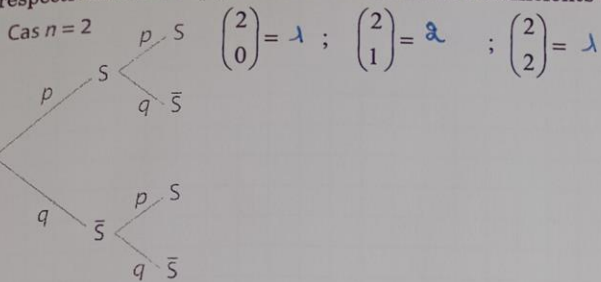 Cas n = 2
(2 0) = 1 ; (2 1) = 2 ; (2 2) = 1
p S
S
p
q S̄
p S
q
S̄
q S̄